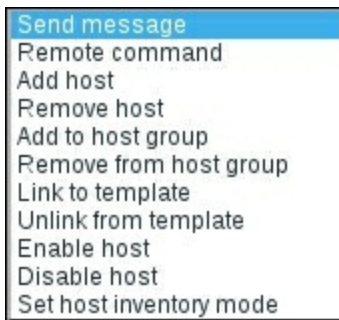 Send message
Remote command
Add host
Remove host
Add to host group
Remove from host group
Link to template
Unlink from template
Enable host
Disable host
Set host inventory mode